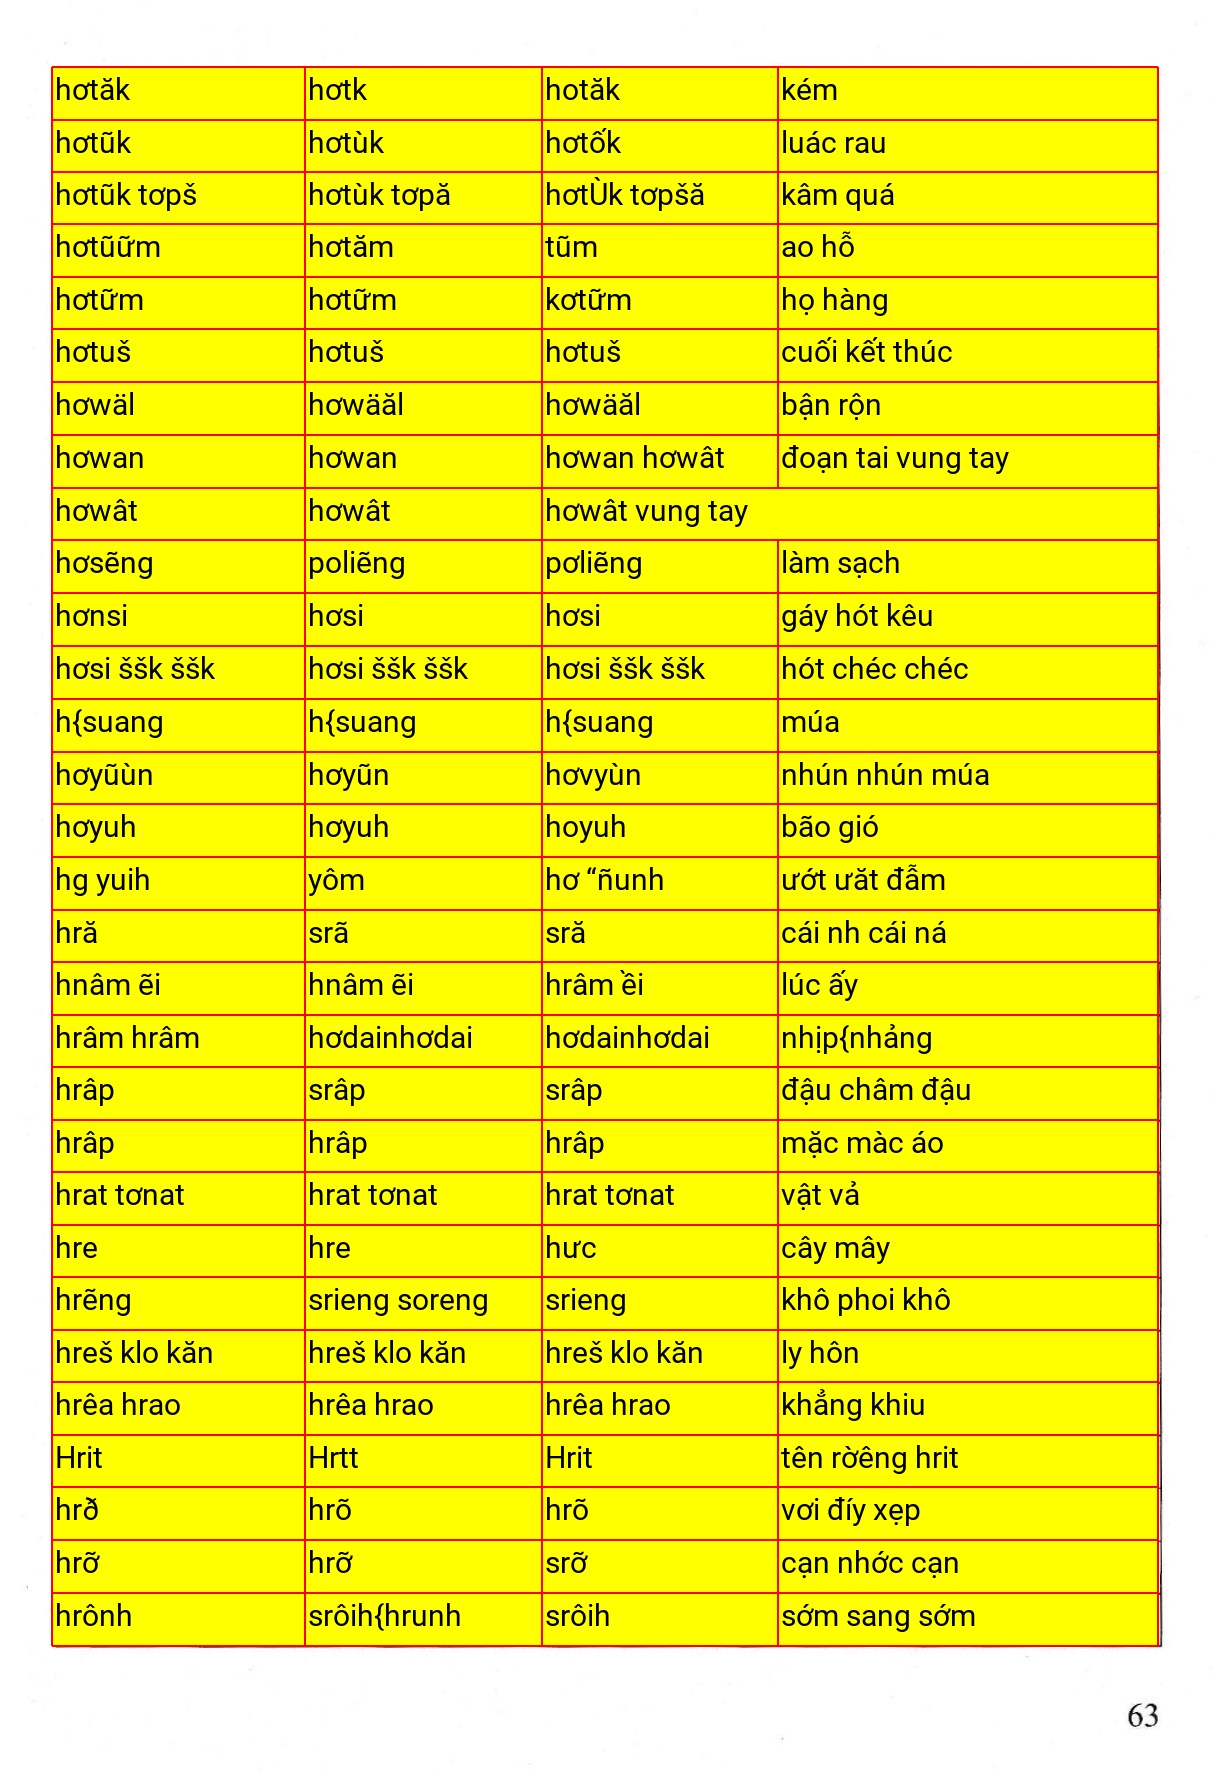 hơtăk hơtk hotăk kém
hơtũk hơtùk hơtốk luác rau
hơtũk tơpš hơtùk tơpă hơtÙk tơpšă kâm quá
hơtũữm hơtăm tũm ao hỗ
hơtữm hơtữm kơtữm họ hàng
hơtuš hơtuš hơtuš cuối kết thúc
hơwäl hơwäăl hơwäăl bận rộn
hơwan hơwan hơwan hơwât đoạn tai vung tay
hơwât hơwât hơwât vung tay
hơsẽng poliẽng pơliẽng làm sạch
hơnsi hơsi hơsi gáy hót kêu
hơsi ššk ššk hơsi ššk ššk hơsi ššk ššk hót chéc chéc
h{suang h{suang h{suang múa
hơyũùn hơyũn hơvyùn nhún nhún múa
hơyuh hơyuh hoyuh bão gió
hg yuih yôm hơ “ñunh ướt ưăt đẫm
hră srã sră cái nh cái ná
hnâm ẽi hnâm ẽi hrâm ềi lúc ấy
hrâm hrâm hơdainhơdai hơdainhơdai nhịp{nhảng
hrâp srâp srâp đậu châm đậu
hrâp hrâp hrâp mặc màc áo
hrat tơnat hrat tơnat hrat tơnat vật vả
hre hre hưc cây mây
hrẽng srieng soreng srieng khô phoi khô
hreš klo kăn hreš klo kăn hreš klo kăn ly hôn
hrêa hrao hrêa hrao hrêa hrao khẳng khiu
Hrit Hrtt Hrit tên rờêng hrit
hrð hrõ hrõ vơi đíy xẹp
hrỡ hrỡ srỡ cạn nhớc cạn
hrônh srôih{hrunh srôih sớm sang sớm
63